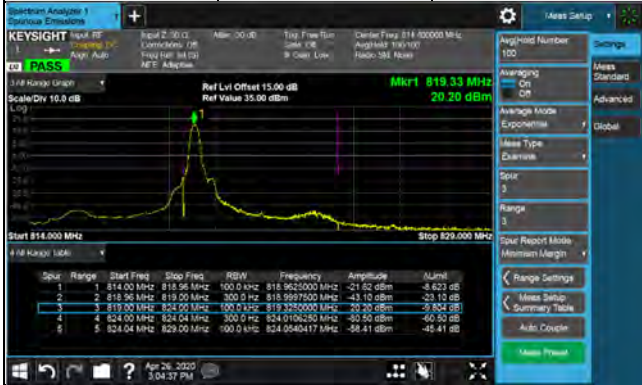 Spectrum Analyzer 1
Spurious Emissions
Meas Setup
KEYSIGHT Input: RF
Coupling: DC
Align: Auto
Input Z: 50 Ω
Corrections: Off
Freq Ref: Int (S)
NFE: Adaptive
Atten: 30 dB
Trig: Free Run
Gate: Off
IF Gain: Low
Center Freq: 814.600000 MHz
Avg|Hold: 100/100
Radio Std: None
PASS
3 All Range Graph
Scale/Div 10.0 dB
Ref Lvl Offset 15.00 dB
Ref Value 35.00 dBm
Mkr1 819.33 MHz
20.20 dBm
Log
1
Start 814.000 MHz
Stop 829.000 MHz
4 All Range Table
Spur Range Start Freq Stop Freq RBW Frequency Amplitude ΔLimit
1 1 814.00 MHz 818.96 MHz 100.0 kHz 818.9625000 MHz -21.62 dBm -8.623 dB
2 2 818.96 MHz 819.00 MHz 300.0 Hz 818.9997500 MHz -43.10 dBm -23.10 dB
3 3 819.00 MHz 824.00 MHz 100.0 kHz 819.3250000 MHz 20.20 dBm -9.804 dB
4 4 824.00 MHz 824.04 MHz 300.0 Hz 824.0106250 MHz -80.50 dBm -60.50 dB
5 5 824.04 MHz 829.00 MHz 100.0 kHz 824.0540417 MHz -58.41 dBm -45.41 dB
Avg|Hold Number
100
Averaging
On
Off
Average Mode
Exponential
Meas Type
Examine
Spur
3
Range
3
Spur Report Mode
Minimum Margin
Range Settings
Meas Setup
Summary Table
Auto Couple
Meas Preset
Settings
Meas
Standard
Advanced
Global
Apr 26, 2020
3:04:37 PM